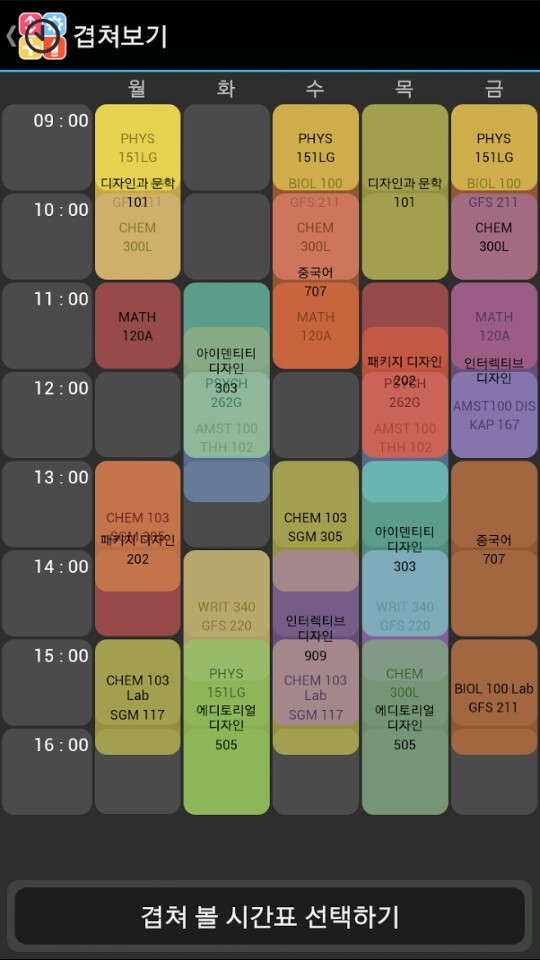 겹쳐보기
월 화 수 목 금
09 : 00
PHYS
151LG
디자인과 문학
101
CHEM
300L
PHYS
151LG
BIOL 100
GFS 211
CHEM
300L
디자인과 문학
101
PHYS
151LG
BIOL 100
GFS 211
CHEM
300L
10 : 00
중국어
707
11 : 00
MATH
120A
아이덴티티
디자인
303
MATH
120A
패키지 디자인
202
MATH
120A
인터렉티브
디자인
12 : 00
PSYCH
262G
AMST 100
THH 102
PSYCH
262G
AMST 100
THH 102
AMST100 DIS
KAP 167
13 : 00
CHEM 103
SGM 305
패키지 디자인
202
CHEM 103
SGM 305
아이덴티티
디자인
303
중국어
707
14 : 00
WRIT 340
GFS 220
인터렉티브
디자인
909
WRIT 340
GFS 220
15 : 00
CHEM 103
Lab
SGM 117
PHYS
151LG
에디토리얼
디자인
505
CHEM 103
Lab
SGM 117
CHEM
300L
에디토리얼
디자인
505
BIOL 100 Lab
GFS 211
16 : 00
겹쳐 볼 시간표 선택하기